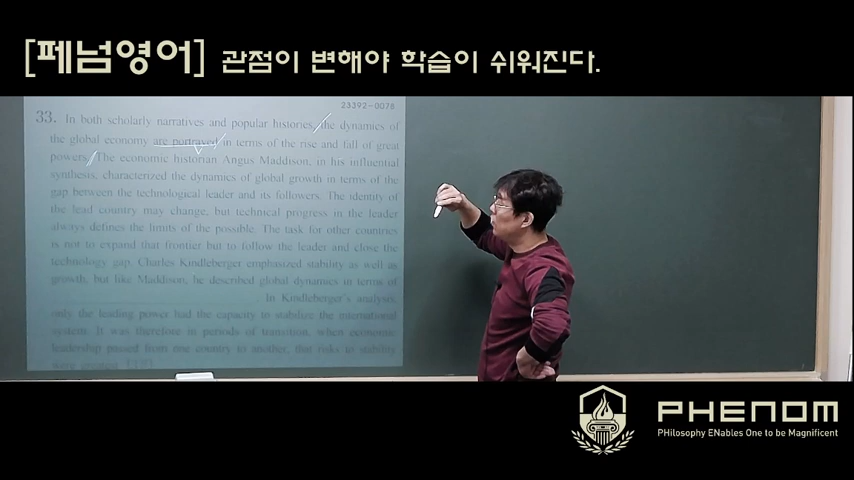 [페넘영어] 관점이 변해야 학습이 쉬워진다.
23392-0078
33. In both scholarly narratives and popular histories, the dynamics of
the global economy are portrayed in terms of the rise and fall of great
powers. The economic historian Angus Maddison, in his influential
synthesis, characterized the dynamics of global growth in terms of the
gap between the technological leader and its followers. The identity of
the lead country may change, but technical progress in the leader
always defines the limits of the possible. The task for other countries
is not to expand that frontier but to follow the leader and close the
technology gap. Charles Kindleberger emphasized stability as well as
growth, but like Maddison, he described global dynamics in terms of
In Kindleberger's analysis,
only the leading power had the capacity to stabilize the international
system. It was therefore in periods of transition, when economic
leadership passed from one country to another, that risks to stability
were greatest.
PHENOM
PHilosophy ENables One to be Magnificent